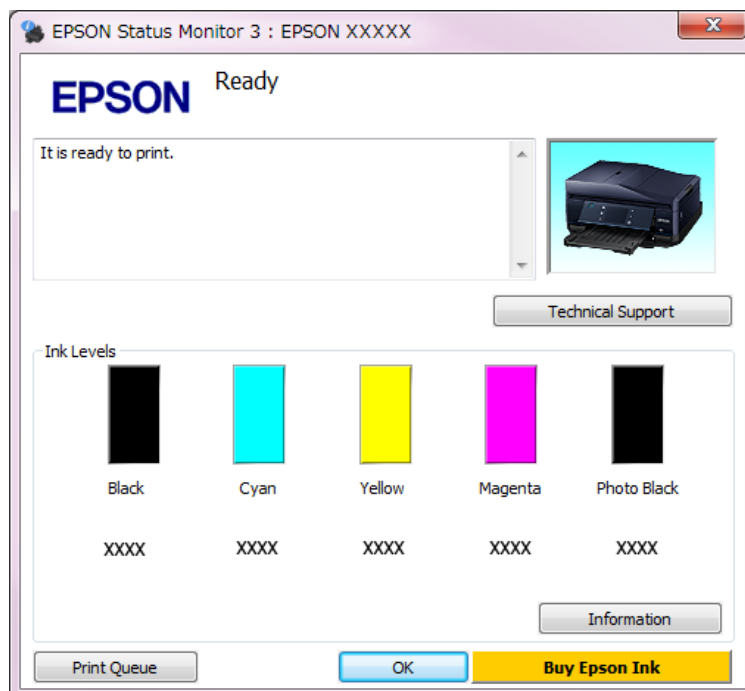 EPSON Status Monitor 3 : EPSON XXXXX
EPSON
Ready
It is ready to print.
Technical Support
Ink Levels
Black Cyan Yellow Magenta Photo Black
XXXX XXXX XXXX XXXX XXXX
Information
Print Queue OK Buy Epson Ink